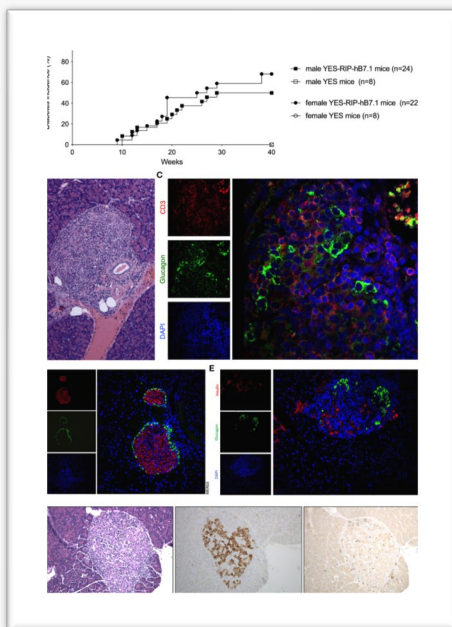 80
60
40
20
0
0
10
20
30
40
Weeks
male YES-RIP-hB7.1 mice (n=24)
male YES mice (n=8)
female YES-RIP-hB7.1 mice (n=22
female YES mice (n=8)
C
CD3
Glucagon
DAPI
E
Insulin
Glucagon